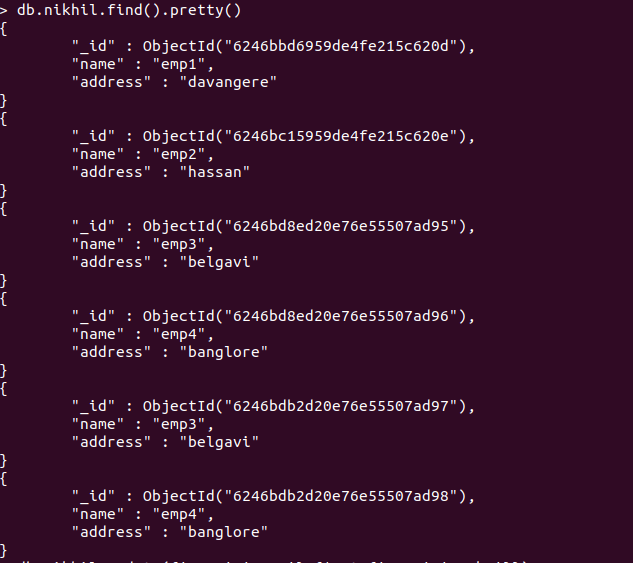 > db.nikhil.find().pretty()
{
"_id" : ObjectId("6246bbd6959de4fe215c620d"),
"name" : "emp1",
"address" : "davangere"
}
{
"_id" : ObjectId("6246bc15959de4fe215c620e"),
"name" : "emp2",
"address" : "hassan"
}
{
"_id" : ObjectId("6246bd8ed20e76e55507ad95"),
"name" : "emp3",
"address" : "belgavi"
}
{
"_id" : ObjectId("6246bd8ed20e76e55507ad96"),
"name" : "emp4",
"address" : "banglore"
}
{
"_id" : ObjectId("6246bdb2d20e76e55507ad97"),
"name" : "emp3",
"address" : "belgavi"
}
{
"_id" : ObjectId("6246bdb2d20e76e55507ad98"),
"name" : "emp4",
"address" : "banglore"
}